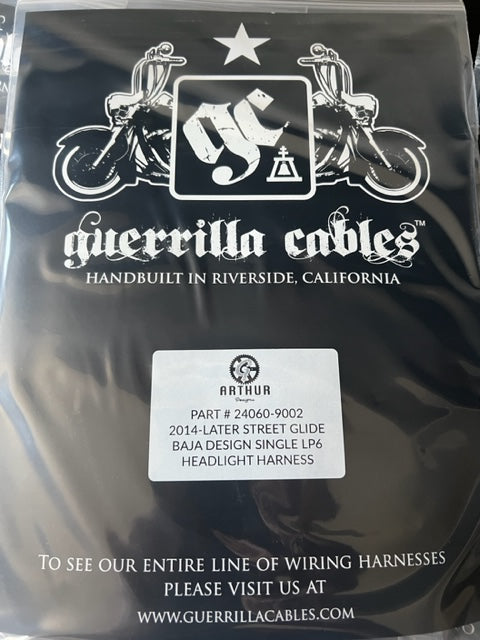 gc
guerrilla cables™
HANDBUILT IN RIVERSIDE, CALIFORNIA
ARTHUR
Designs
PART # 24060-9002
2014-LATER STREET GLIDE
BAJA DESIGN SINGLE LP6
HEADLIGHT HARNESS
TO SEE OUR ENTIRE LINE OF WIRING HARNESSES
PLEASE VISIT US AT
WWW.GUERRILLACABLES.COM